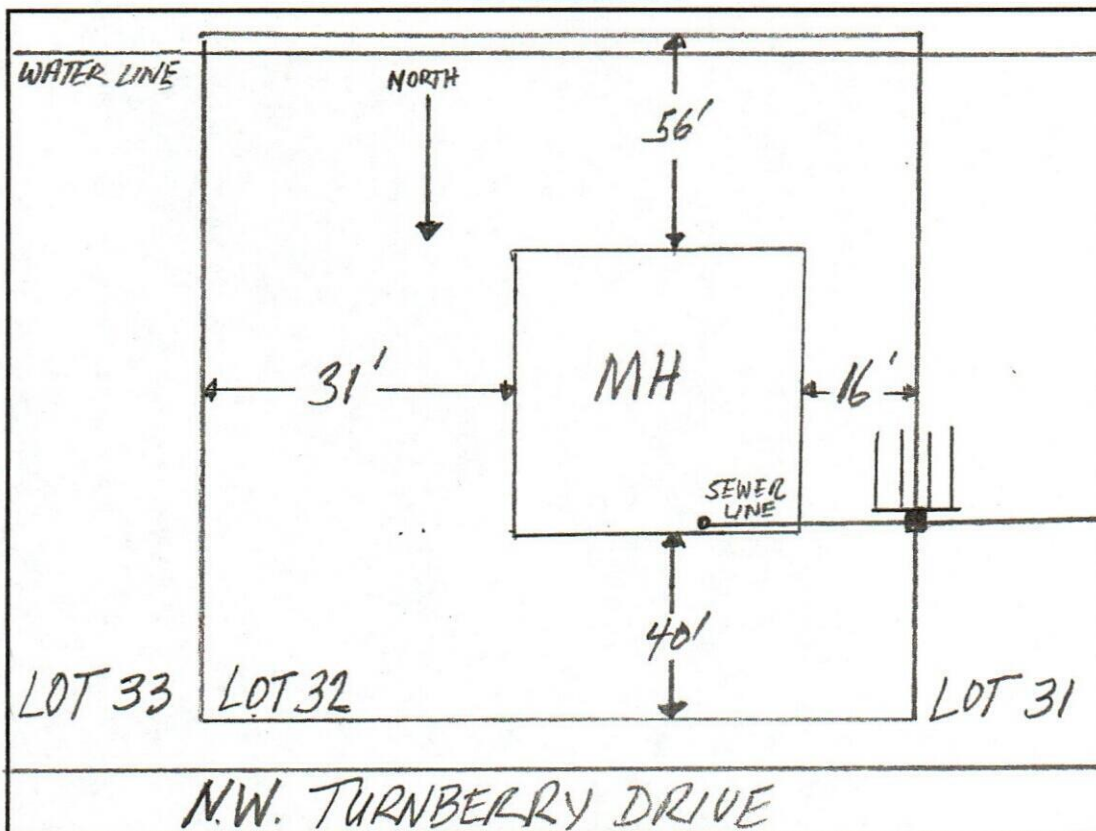 WATER LINE
NORTH
56'
31'
MH
16'
SEWER
LINE
40'
LOT 33
LOT 32
LOT 31
N.W. TURNBERRY DRIVE